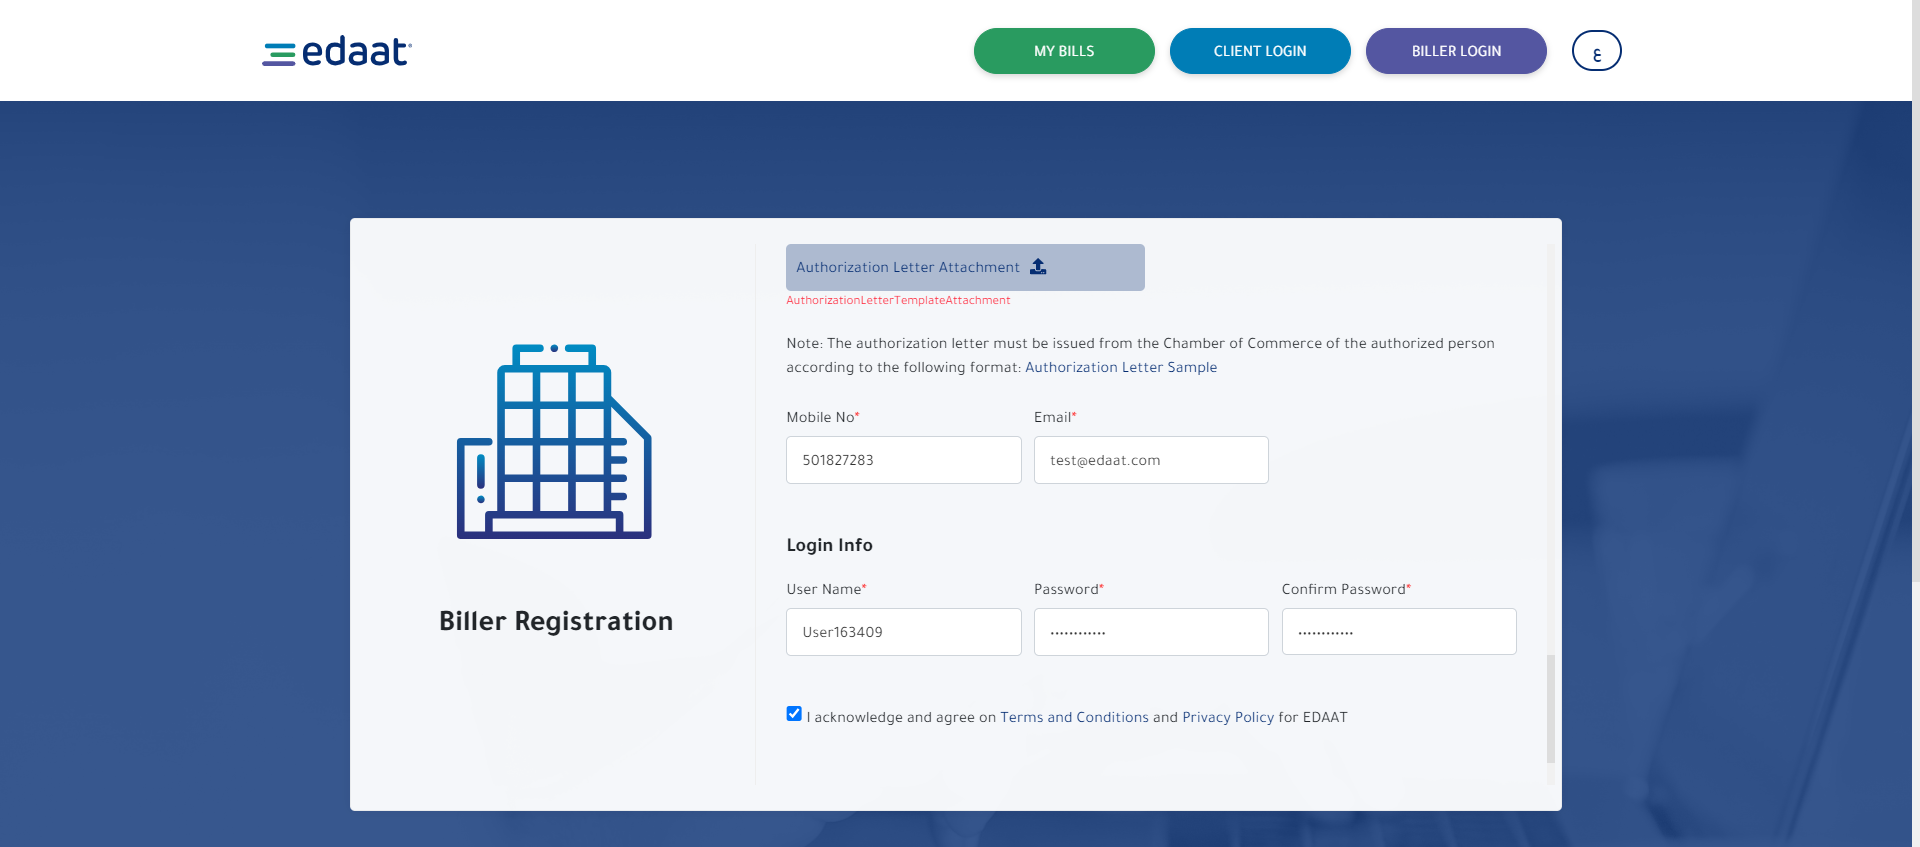 edaat
MY BILLS
CLIENT LOGIN
BILLER LOGIN
ع
Authorization Letter Attachment
AuthorizationLetterTemplateAttachment
Note: The authorization letter must be issued from the Chamber of Commerce of the authorized person
according to the following format: Authorization Letter Sample
Mobile No* Email*
501827283 test@edaat.com
Login Info
User Name* Password* Confirm Password*
User163409 ············ ············
Biller Registration
I acknowledge and agree on Terms and Conditions and Privacy Policy for EDAAT